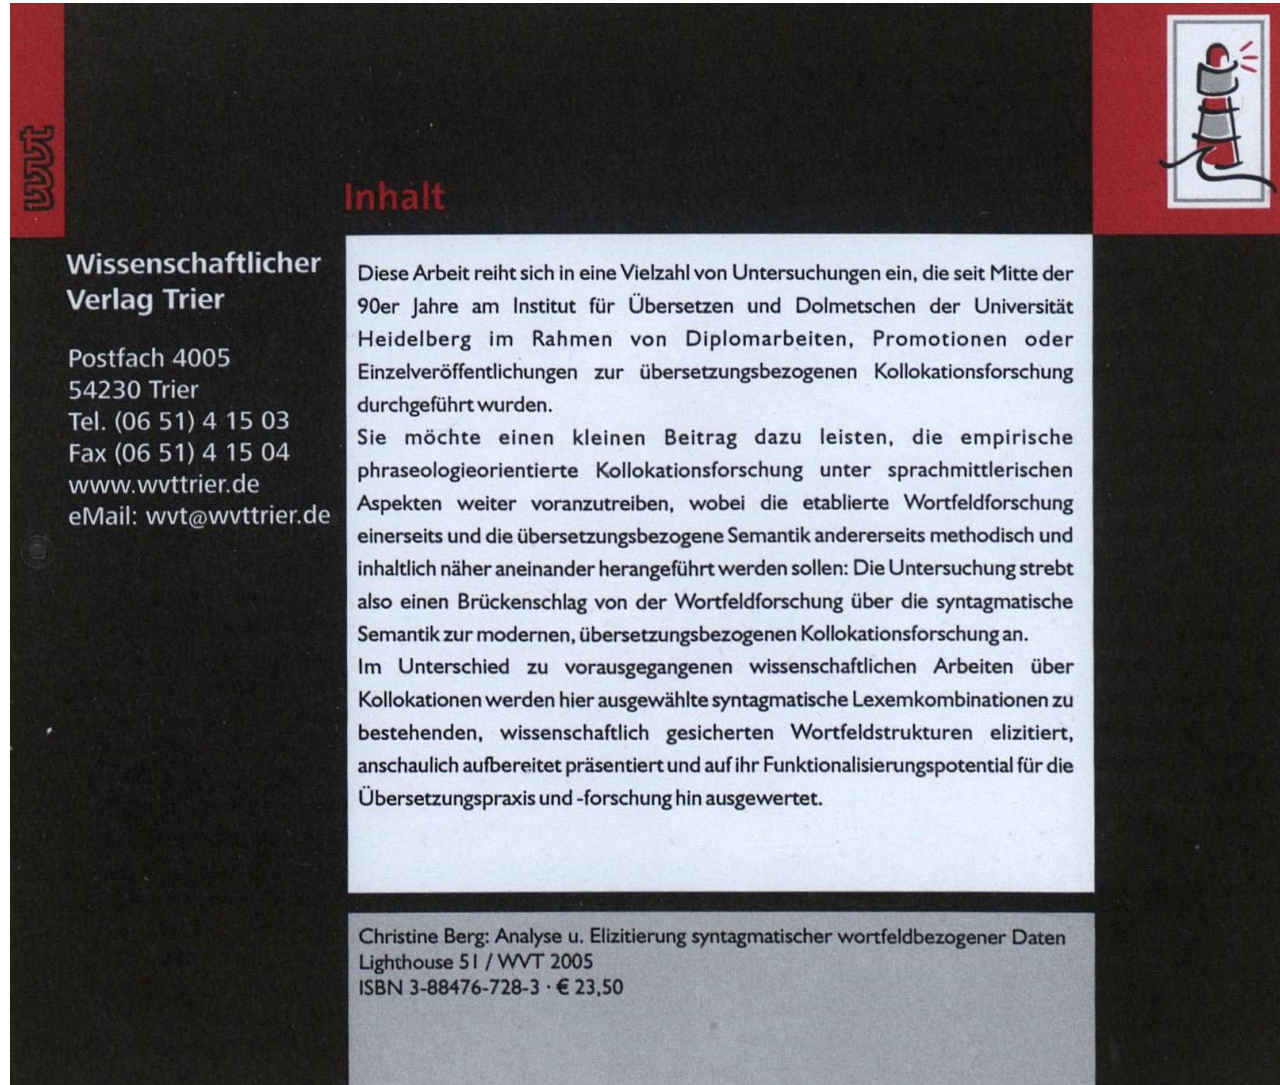 wvt
Inhalt
Wissenschaftlicher
Verlag Trier
Postfach 4005
54230 Trier
Tel. (06 51) 4 15 03
Fax (06 51) 4 15 04
www.wvttrier.de
eMail: wvt@wvttrier.de
Diese Arbeit reiht sich in eine Vielzahl von Untersuchungen ein, die seit Mitte der
90er Jahre am Institut für Übersetzen und Dolmetschen der Universität
Heidelberg im Rahmen von Diplomarbeiten, Promotionen oder
Einzelveröffentlichungen zur übersetzungsbezogenen Kollokationsforschung
durchgeführt wurden.
Sie möchte einen kleinen Beitrag dazu leisten, die empirische
phraseologieorientierte Kollokationsforschung unter sprachmittlerischen
Aspekten weiter voranzutreiben, wobei die etablierte Wortfeldforschung
einerseits und die übersetzungsbezogene Semantik andererseits methodisch und
inhaltlich näher aneinander herangeführt werden sollen: Die Untersuchung strebt
also einen Brückenschlag von der Wortfeldforschung über die syntagmatische
Semantik zur modernen, übersetzungsbezogenen Kollokationsforschung an.
Im Unterschied zu vorausgegangenen wissenschaftlichen Arbeiten über
Kollokationen werden hier ausgewählte syntagmatische Lexemkombinationen zu
bestehenden, wissenschaftlich gesicherten Wortfeldstrukturen elizitiert,
anschaulich aufbereitet präsentiert und auf ihr Funktionalisierungspotential für die
Übersetzungspraxis und -forschung hin ausgewertet.
Christine Berg: Analyse u. Elizitierung syntagmatischer wortfeldbezogener Daten
Lighthouse 51 / WVT 2005
ISBN 3-88476-728-3 · € 23,50